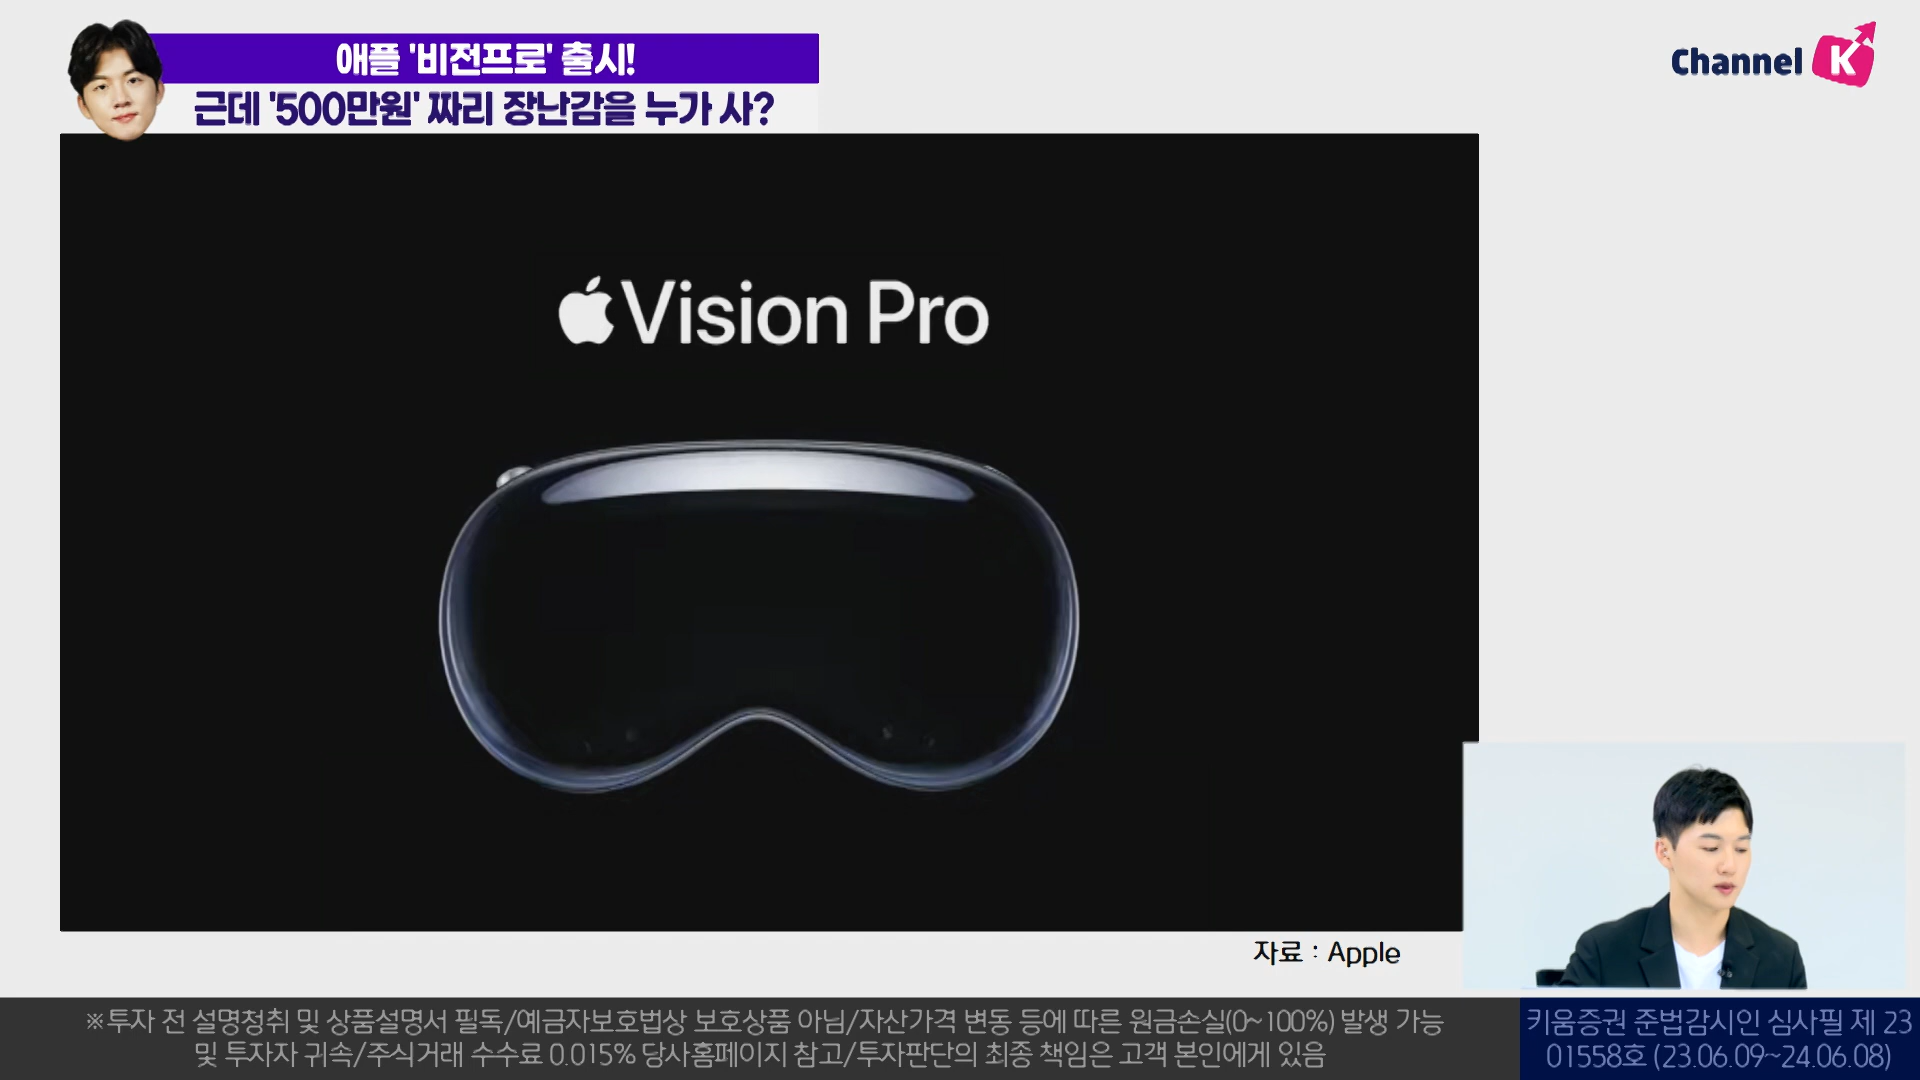 애플 '비전프로' 출시!
근데 '500만원' 짜리 장난감을 누가 사?
Channel K
Vision Pro
자료 : Apple
※투자 전 설명청취 및 상품설명서 필독/예금자보호법상 보호상품 아님/자산가격 변동 등에 따른 원금손실(0~100%) 발생 가능
및 투자자 귀속/주식거래 수수료 0.015% 당사홈페이지 참고/투자판단의 최종 책임은 고객 본인에게 있음
키움증권 준법감시인 심사필 제 23
01558호 (23.06.09~24.06.08)